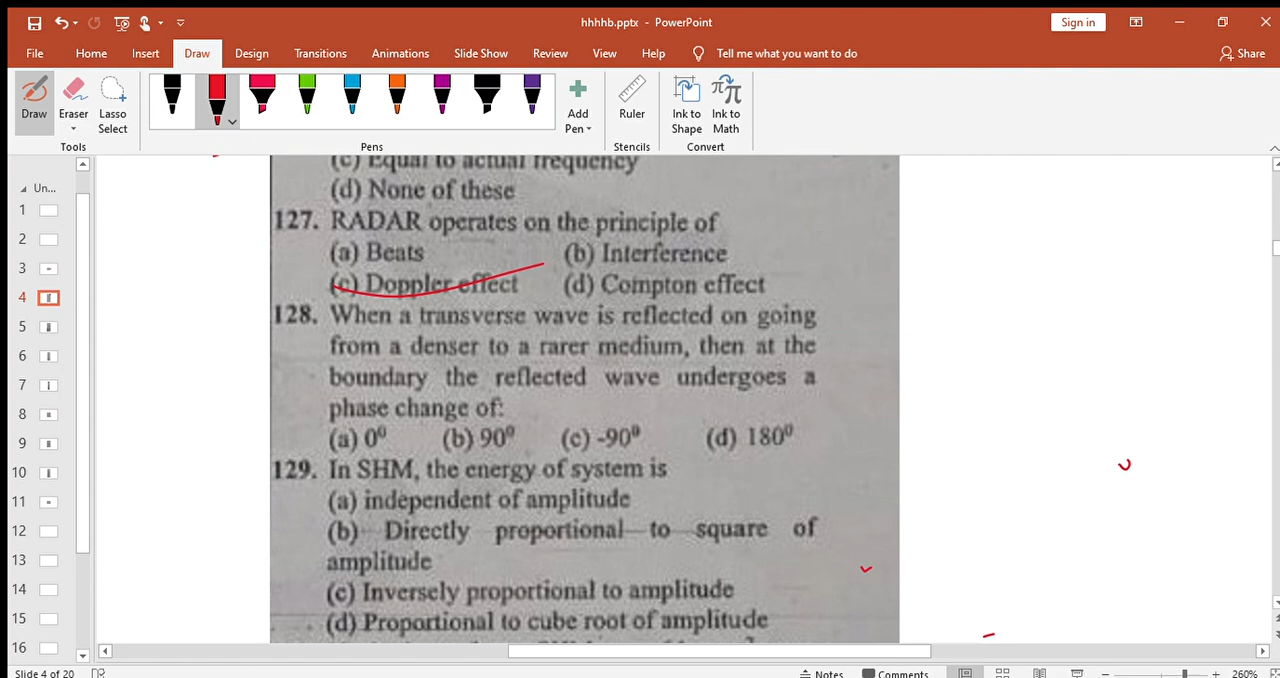 hhhhb.pptx - PowerPoint
Sign in
File Home Insert Draw Design Transitions Animations Slide Show Review View Help Tell me what you want to do
Share
Draw Eraser Lasso Select
Add Pen
Ruler
Ink to Shape Ink to Math
Tools Pens Stencils Convert
Un...
1
2
3
4
5
6
7
8
9
10
11
12
13
14
15
16
(c) Equal to actual frequency
(d) None of these
127. RADAR operates on the principle of
(a) Beats (b) Interference
(c) Doppler effect (d) Compton effect
128. When a transverse wave is reflected on going
from a denser to a rarer medium, then at the
boundary the reflected wave undergoes a
phase change of:
(a) 0⁰ (b) 90⁰ (c) -90⁰ (d) 180⁰
129. In SHM, the energy of system is
(a) independent of amplitude
(b) Directly proportional to square of
amplitude
(c) Inversely proportional to amplitude
(d) Proportional to cube root of amplitude
Slide 4 of 20 Notes Comments 260%